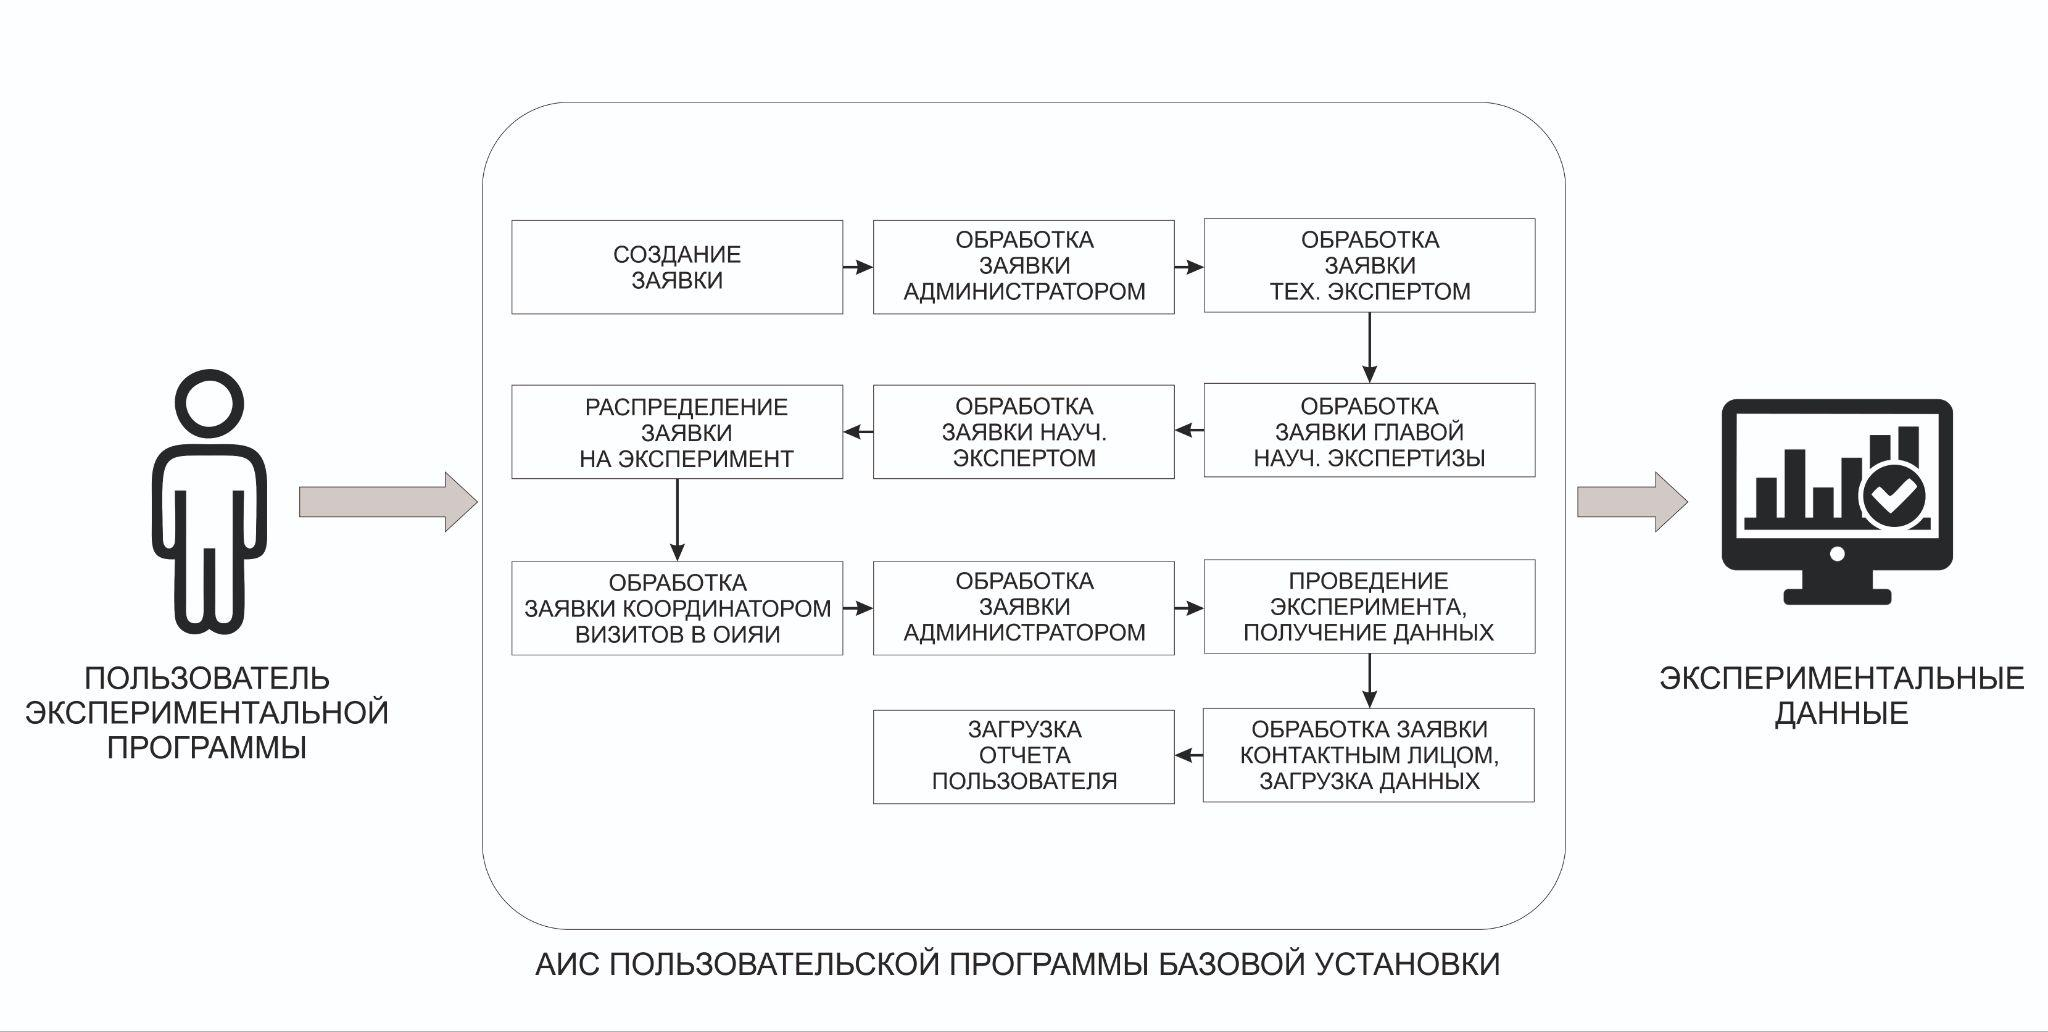 СОЗДАНИЕ
ЗАЯВКИ
ОБРАБОТКА
ЗАЯВКИ
АДМИНИСТРАТОРОМ
ОБРАБОТКА
ЗАЯВКИ
ТЕХ. ЭКСПЕРТОМ
РАСПРЕДЕЛЕНИЕ
ЗАЯВКИ
НА ЭКСПЕРИМЕНТ
ОБРАБОТКА
ЗАЯВКИ НАУЧ.
ЭКСПЕРТОМ
ОБРАБОТКА
ЗАЯВКИ ГЛАВОЙ
НАУЧ. ЭКСПЕРТИЗЫ
ОБРАБОТКА
ЗАЯВКИ КООРДИНАТОРОМ
ВИЗИТОВ В ОИЯИ
ОБРАБОТКА
ЗАЯВКИ
АДМИНИСТРАТОРОМ
ПРОВЕДЕНИЕ
ЭКСПЕРИМЕНТА,
ПОЛУЧЕНИЕ ДАННЫХ
ЗАГРУЗКА
ОТЧЕТА
ПОЛЬЗОВАТЕЛЯ
ОБРАБОТКА ЗАЯВКИ
КОНТАКТНЫМ ЛИЦОМ,
ЗАГРУЗКА ДАННЫХ
ПОЛЬЗОВАТЕЛЬ
ЭКСПЕРИМЕНТАЛЬНОЙ
ПРОГРАММЫ
ЭКСПЕРИМЕНТАЛЬНЫЕ
ДАННЫЕ
АИС ПОЛЬЗОВАТЕЛЬСКОЙ ПРОГРАММЫ БАЗОВОЙ УСТАНОВКИ